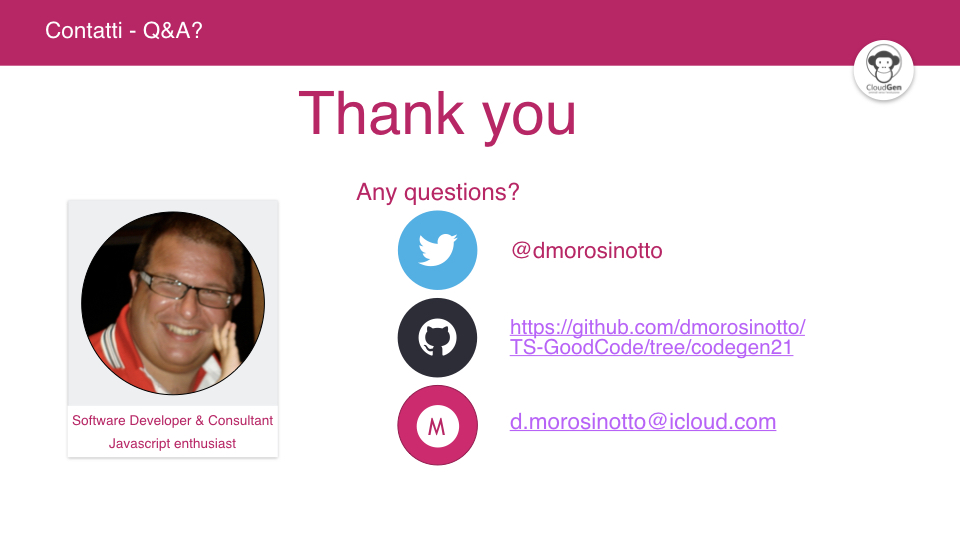 Contatti - Q&A?
CloudGen
Thank you
Any questions?
@dmorosinotto
https://github.com/dmorosinotto/
TS-GoodCode/tree/codegen21
M
d.morosinotto@icloud.com
Software Developer & Consultant
Javascript enthusiast